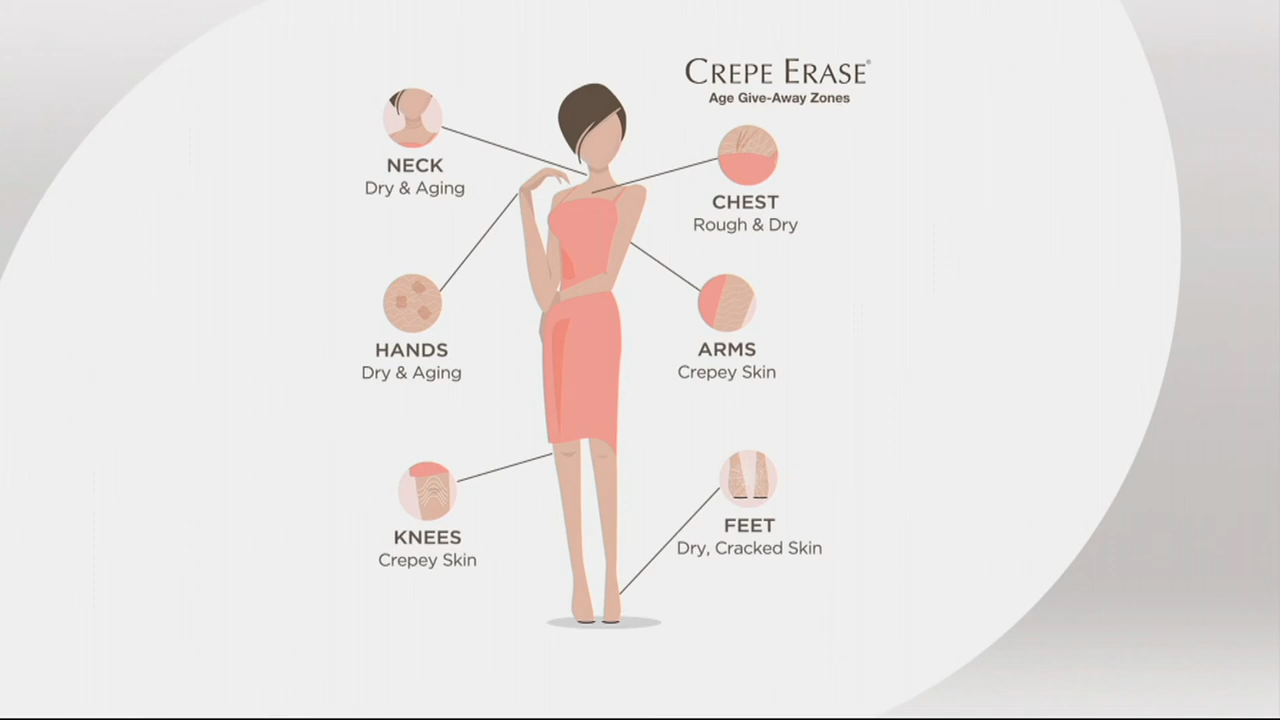 CREPE ERASE®
Age Give-Away Zones
NECK
Dry & Aging
CHEST
Rough & Dry
HANDS
Dry & Aging
ARMS
Crepey Skin
KNEES
Crepey Skin
FEET
Dry, Cracked Skin